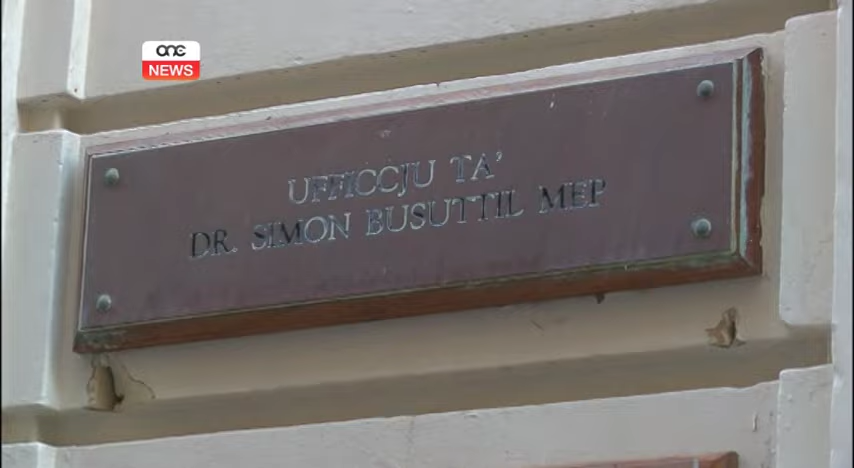 one
NEWS
UFFICCJU TA'
DR. SIMON BUSUTTIL MEP